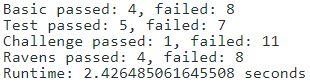 Basic passed: 4, failed: 8
Test passed: 5, failed: 7
Challenge passed: 1, failed: 11
Ravens passed: 4, failed: 8
Runtime: 2.426485061645508 seconds